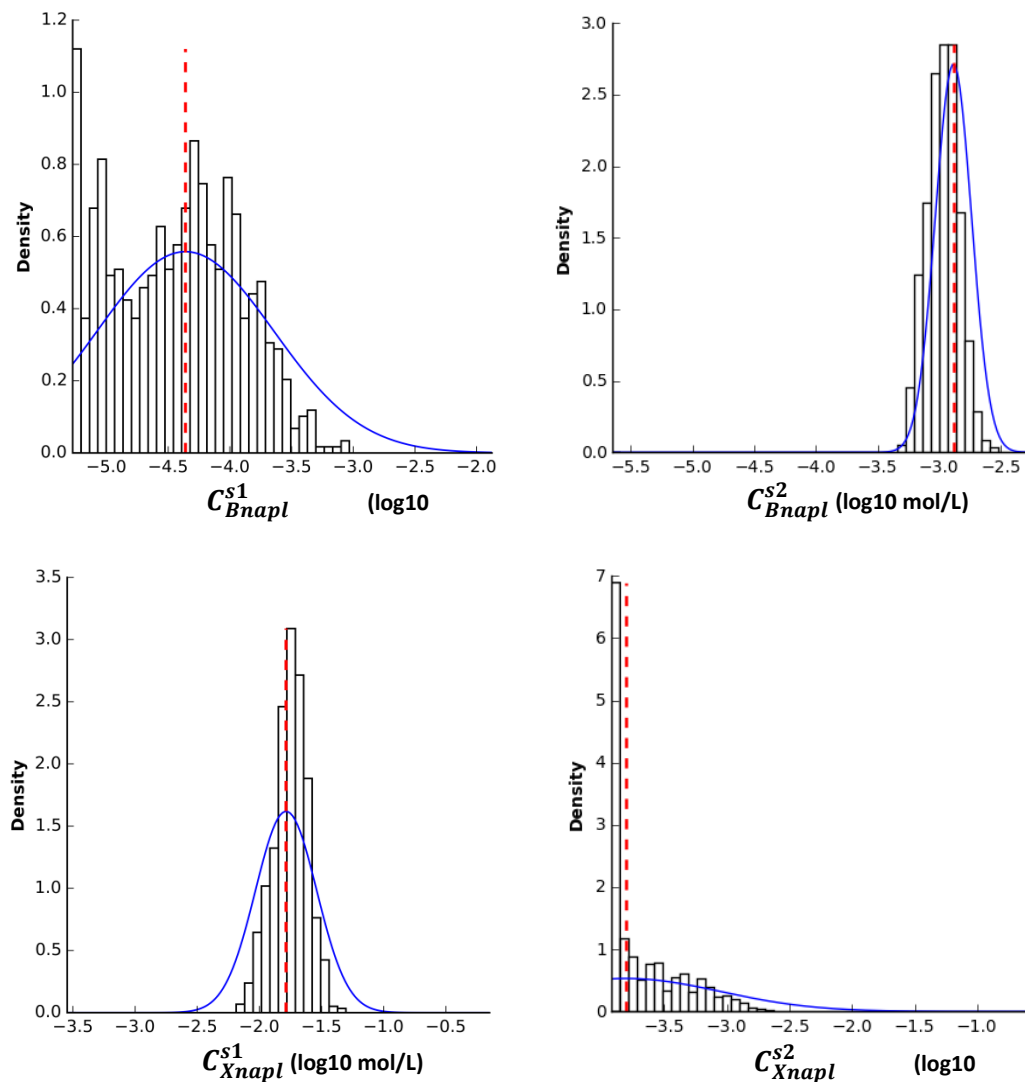 1.2
1.0
0.8
0.6
0.4
0.2
0.0
Density
−5.0 −4.5 −4.0 −3.5 −3.0 −2.5 −2.0
C_{Bnapl}^{s1} (log10
3.0
2.5
2.0
1.5
1.0
0.5
0.0
Density
−5.5 −5.0 −4.5 −4.0 −3.5 −3.0 −2.5
C_{Bnapl}^{s2} (log10 mol/L)
3.5
3.0
2.5
2.0
1.5
1.0
0.5
0.0
Density
−3.5 −3.0 −2.5 −2.0 −1.5 −1.0 −0.5
C_{Xnapl}^{s1} (log10 mol/L)
7
6
5
4
3
2
1
0
Density
−3.5 −3.0 −2.5 −2.0 −1.5 −1.0
C_{Xnapl}^{s2} (log10